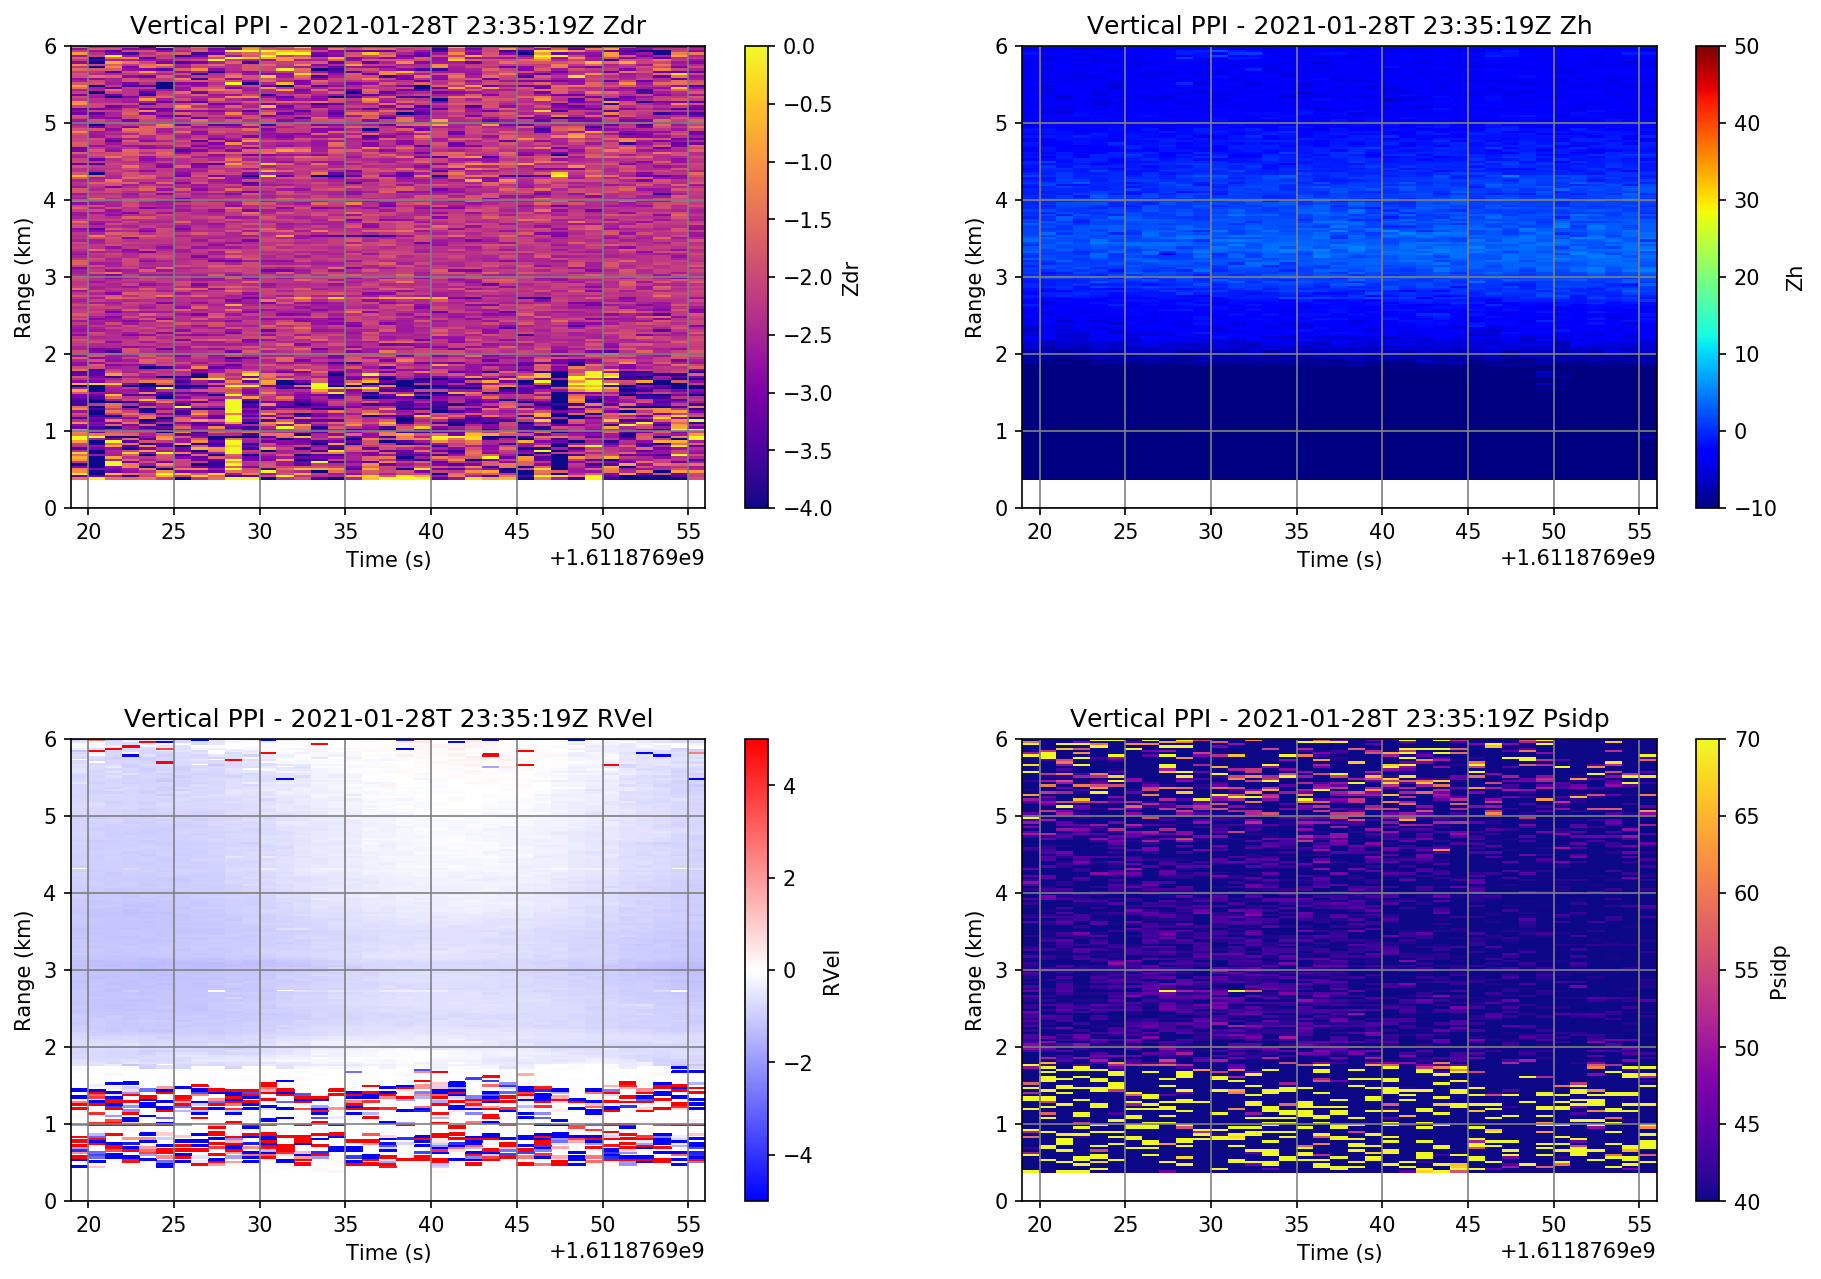 Vertical PPI - 2021-01-28T 23:35:19Z Zdr
6
5
4
3
2
1
0
Range (km)
20 25 30 35 40 45 50 55
Time (s)
+1.6118769e9
0.0
−0.5
−1.0
−1.5
−2.0
−2.5
−3.0
−3.5
−4.0
Zdr
Vertical PPI - 2021-01-28T 23:35:19Z Zh
6
5
4
3
2
1
0
Range (km)
20 25 30 35 40 45 50 55
Time (s)
+1.6118769e9
50
40
30
20
10
0
−10
Zh
Vertical PPI - 2021-01-28T 23:35:19Z RVel
6
5
4
3
2
1
0
Range (km)
20 25 30 35 40 45 50 55
Time (s)
+1.6118769e9
4
2
0
−2
−4
RVel
Vertical PPI - 2021-01-28T 23:35:19Z Psidp
6
5
4
3
2
1
0
Range (km)
20 25 30 35 40 45 50 55
Time (s)
+1.6118769e9
70
65
60
55
50
45
40
Psidp